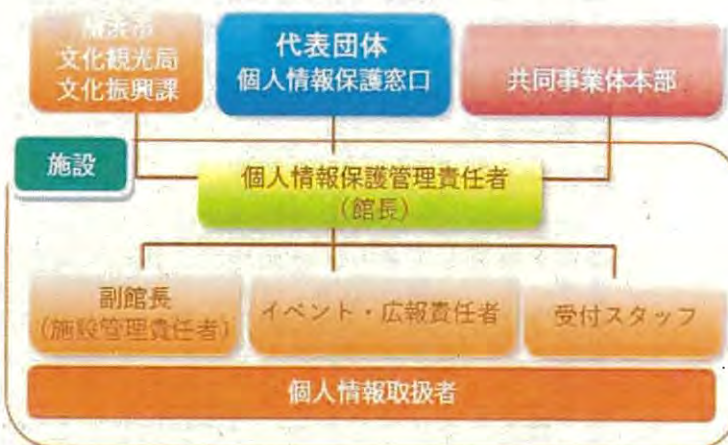 文化観光局
文化振興課
代表団体
個人情報保護窓口
共同事業体本部
施設
個人情報保護管理責任者
(館長)
副館長
(施設管理責任者)
イベント・広報責任者
受付スタッフ
個人情報取扱者